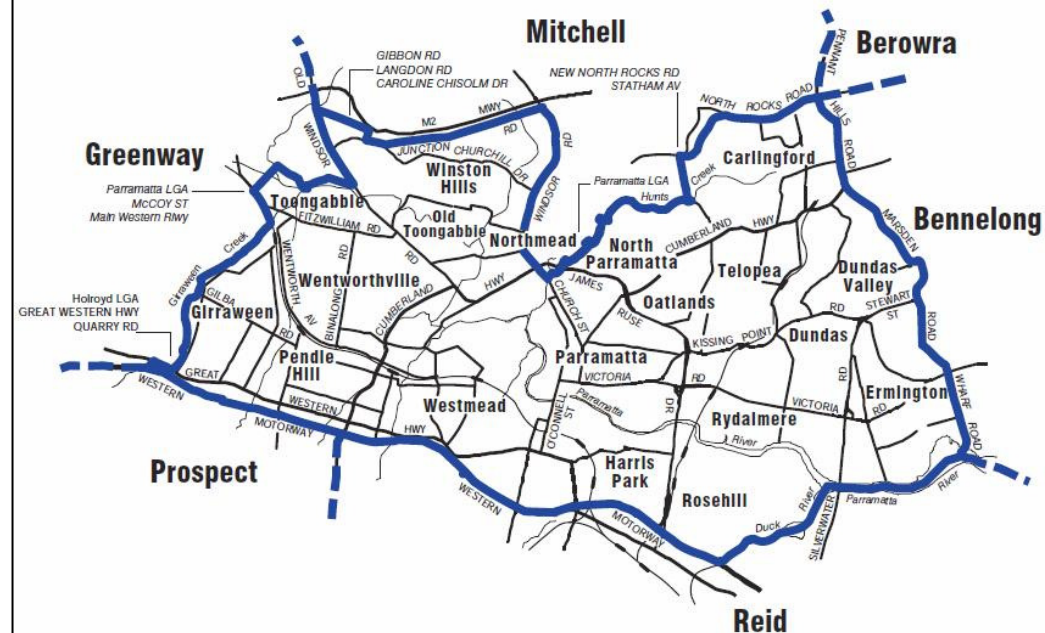 Mitchell
Berowra
Greenway
Bennelong
Prospect
Reid
GIBBON RD
LANGDON RD
CAROLINE CHISOLM DR
NEW NORTH ROCKS RD
STATHAM AV
Parramatta LGA
McCOY ST
Main Western Rlwy
Holroyd LGA
GREAT WESTERN HWY
QUARRY RD
Parramatta LGA
Hunts
Creek
OLD
WINDSOR
RD
M2
MWY
JUNCTION
RD
CHURCHILL
DR
WINDSOR
RD
NORTH
ROCKS
ROAD
PENNANT
HILLS
ROAD
MARSDEN
ROAD
STEWART
ST
WHARF
ROAD
Winston
Hills
Toongabbie
Old
Toongabbie
FITZWILLIAM RD
Northmead
North
Parramatta
Carlingford
CUMBERLAND
HWY
Telopea
Dundas
Valley
Wentworthville
WENTWORTH
AV
BINALONG
RD
CUMBERLAND
HWY
Girraween
Creek
GILBA
RD
Girraween
Pendle
Hill
GREAT
WESTERN
HWY
WESTERN
MOTORWAY
Westmead
JAMES
RUSE
DR
CHURCH ST
Oatlands
KISSING
POINT
RD
Dundas
Parramatta
VICTORIA
RD
VICTORIA
RD
Ermington
Rydalmere
Parramatta
River
O'CONNELL
ST
Harris
Park
Rosehill
WESTERN
MOTORWAY
Duck
River
SILVERWATER
RD
Parramatta
River